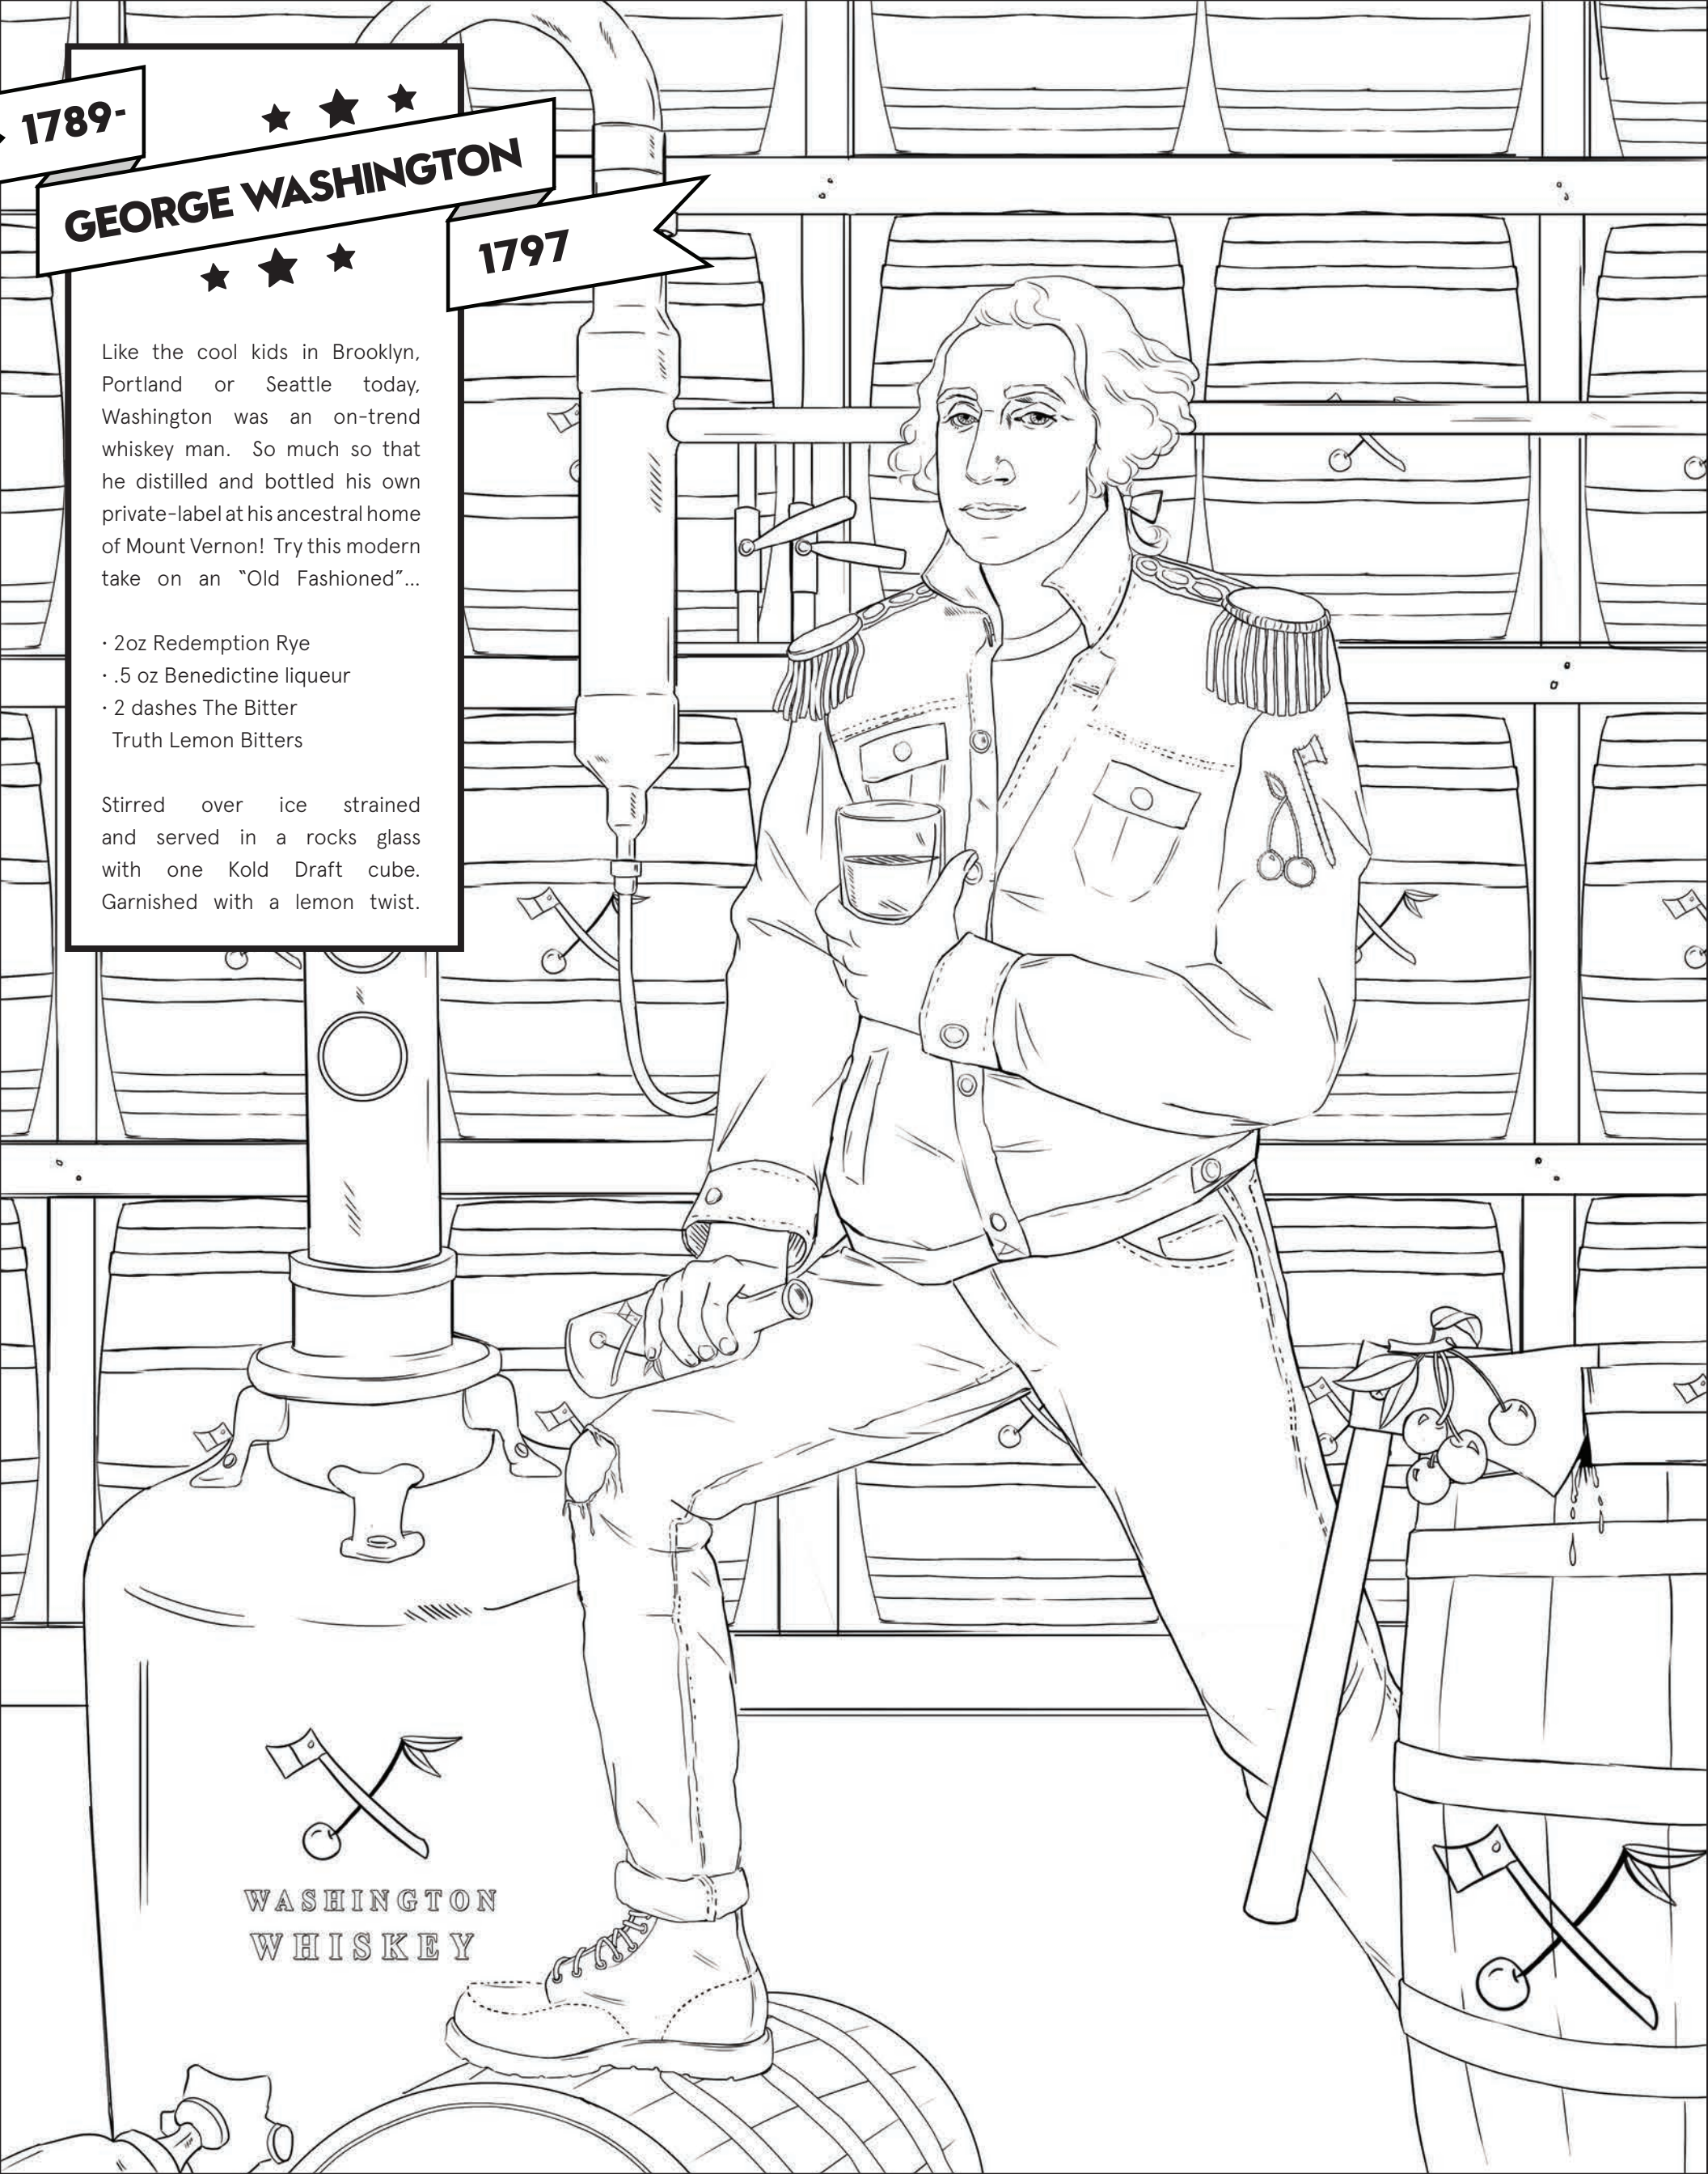 1789-
GEORGE WASHINGTON
1797
Like the cool kids in Brooklyn,
Portland or Seattle today,
Washington was an on-trend
whiskey man. So much so that
he distilled and bottled his own
private-label at his ancestral home
of Mount Vernon! Try this modern
take on an “Old Fashioned”...
· 2oz Redemption Rye
· .5 oz Benedictine liqueur
· 2 dashes The Bitter
Truth Lemon Bitters
Stirred over ice strained
and served in a rocks glass
with one Kold Draft cube.
Garnished with a lemon twist.
WASHINGTON
WHISKEY